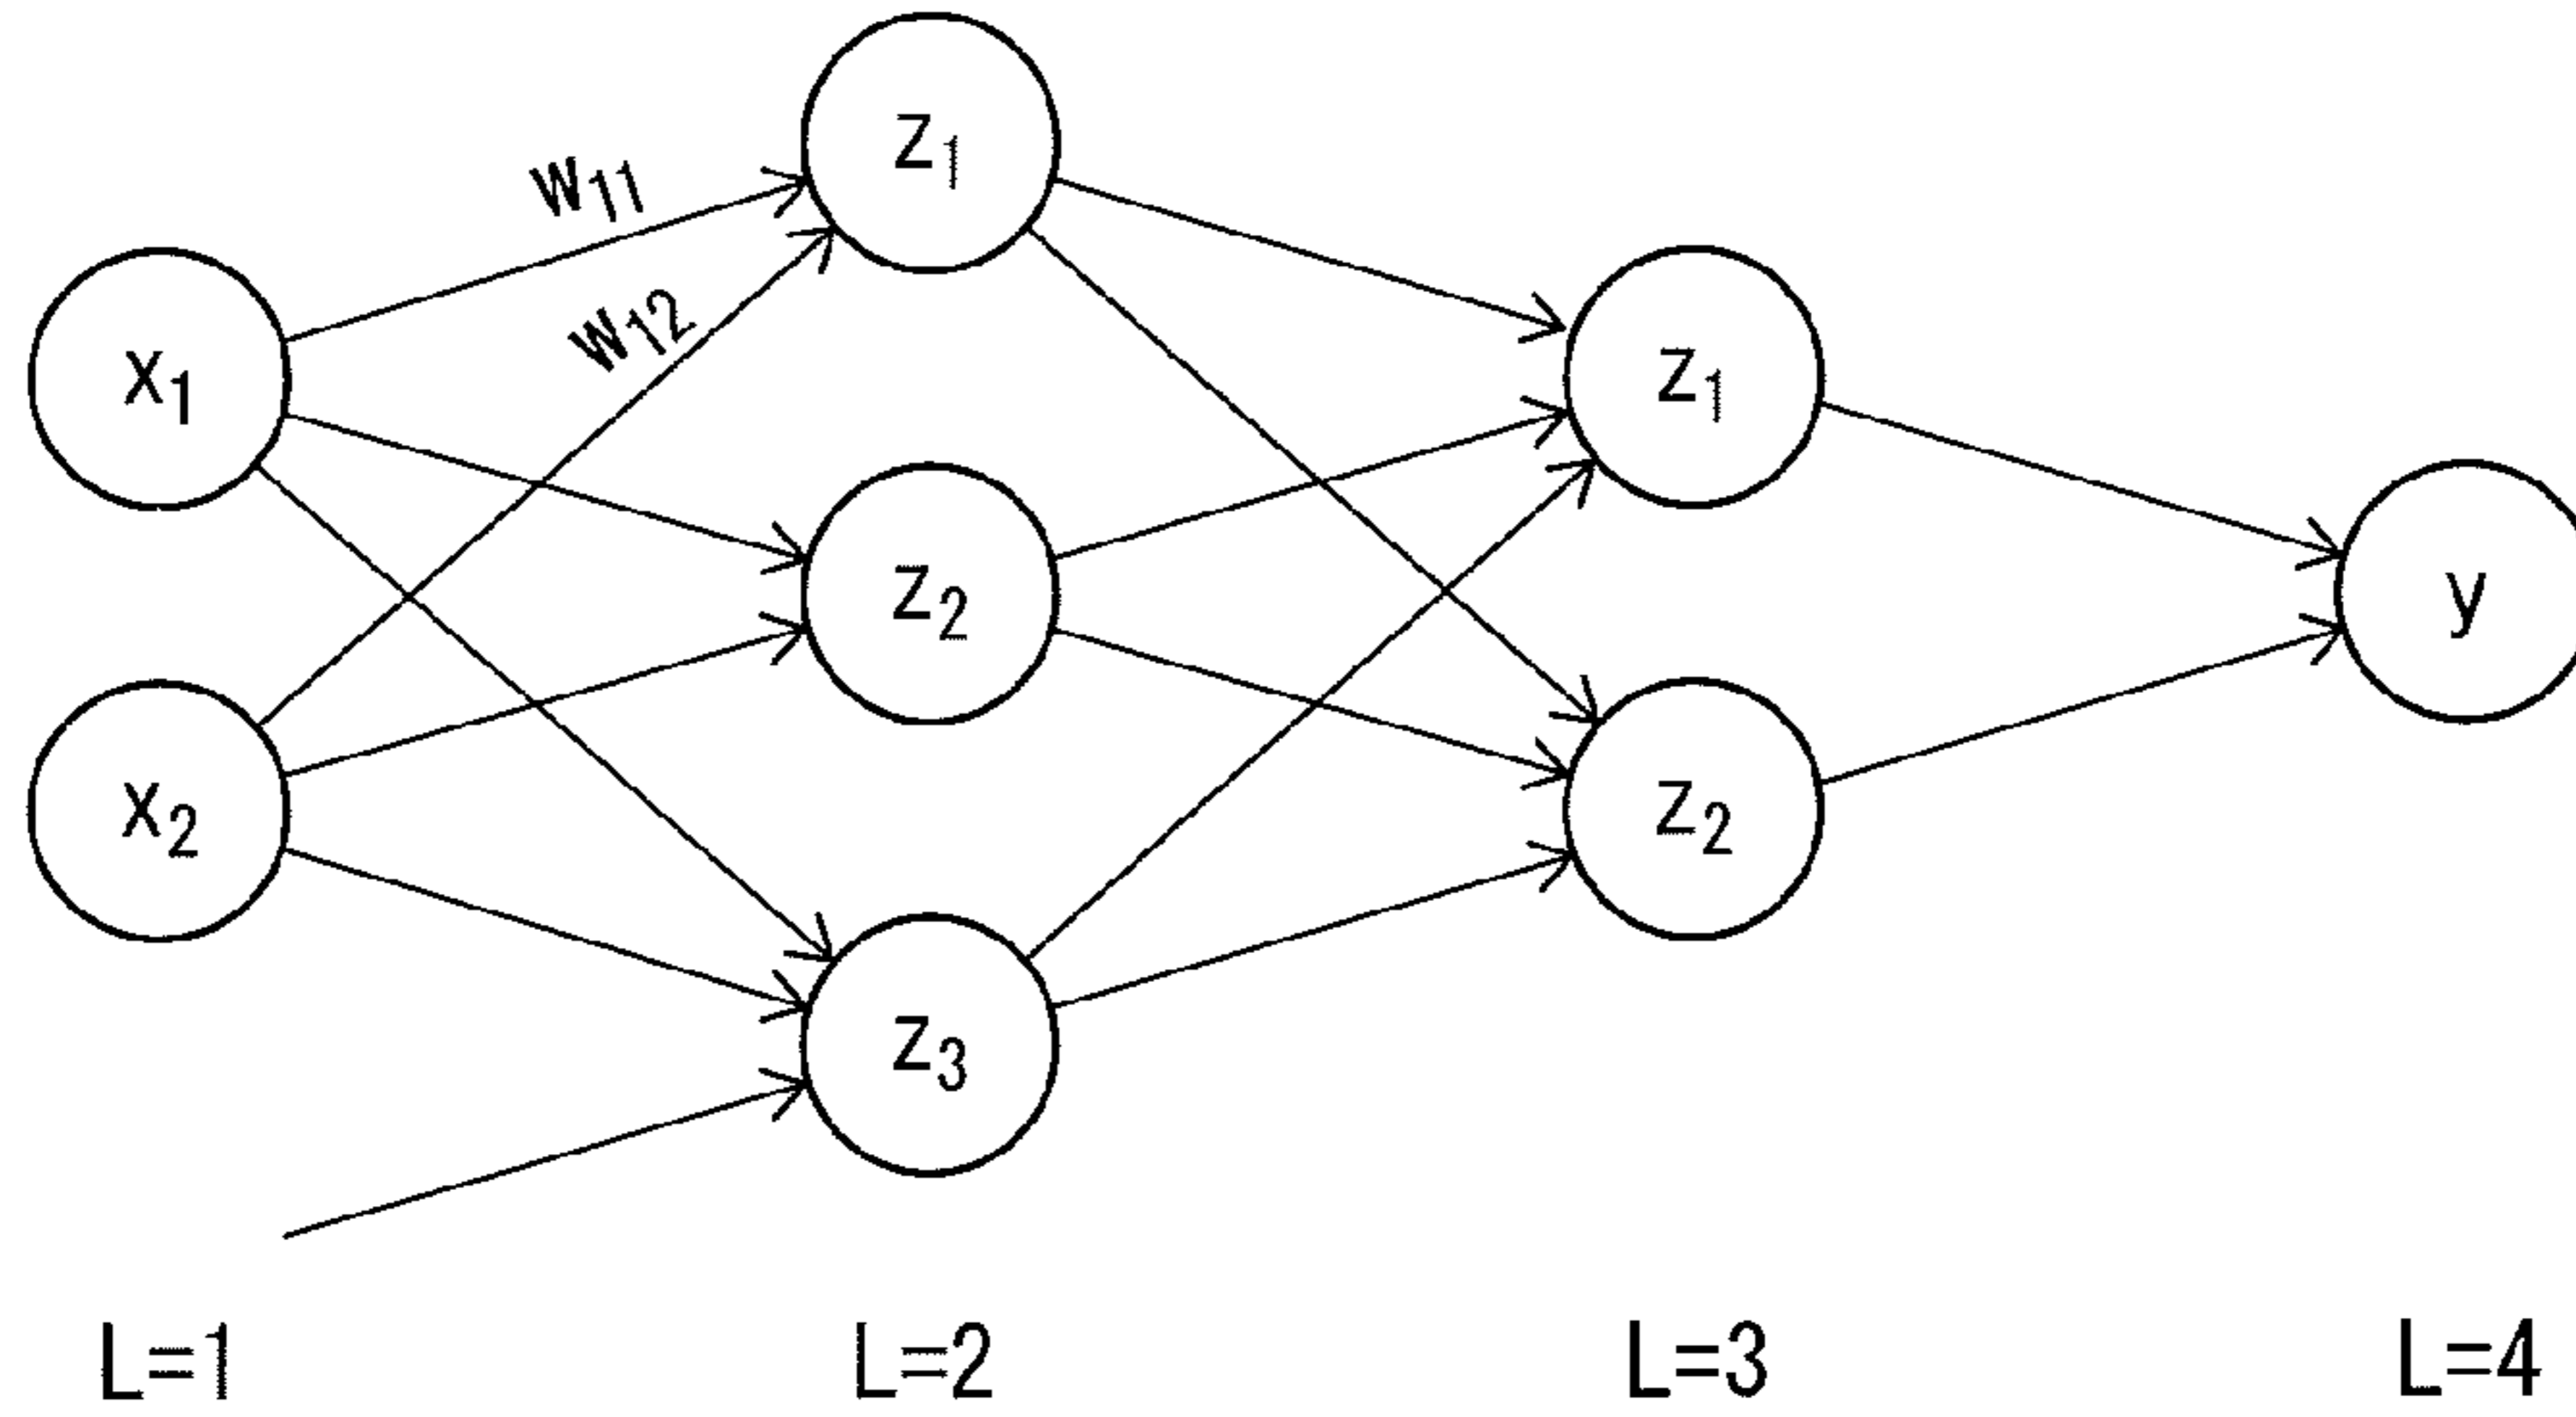 z₁
w₁₁
w₁₂
x₁
z₁
z₂
y
x₂
z₂
z₃
L=1
L=2
L=3
L=4